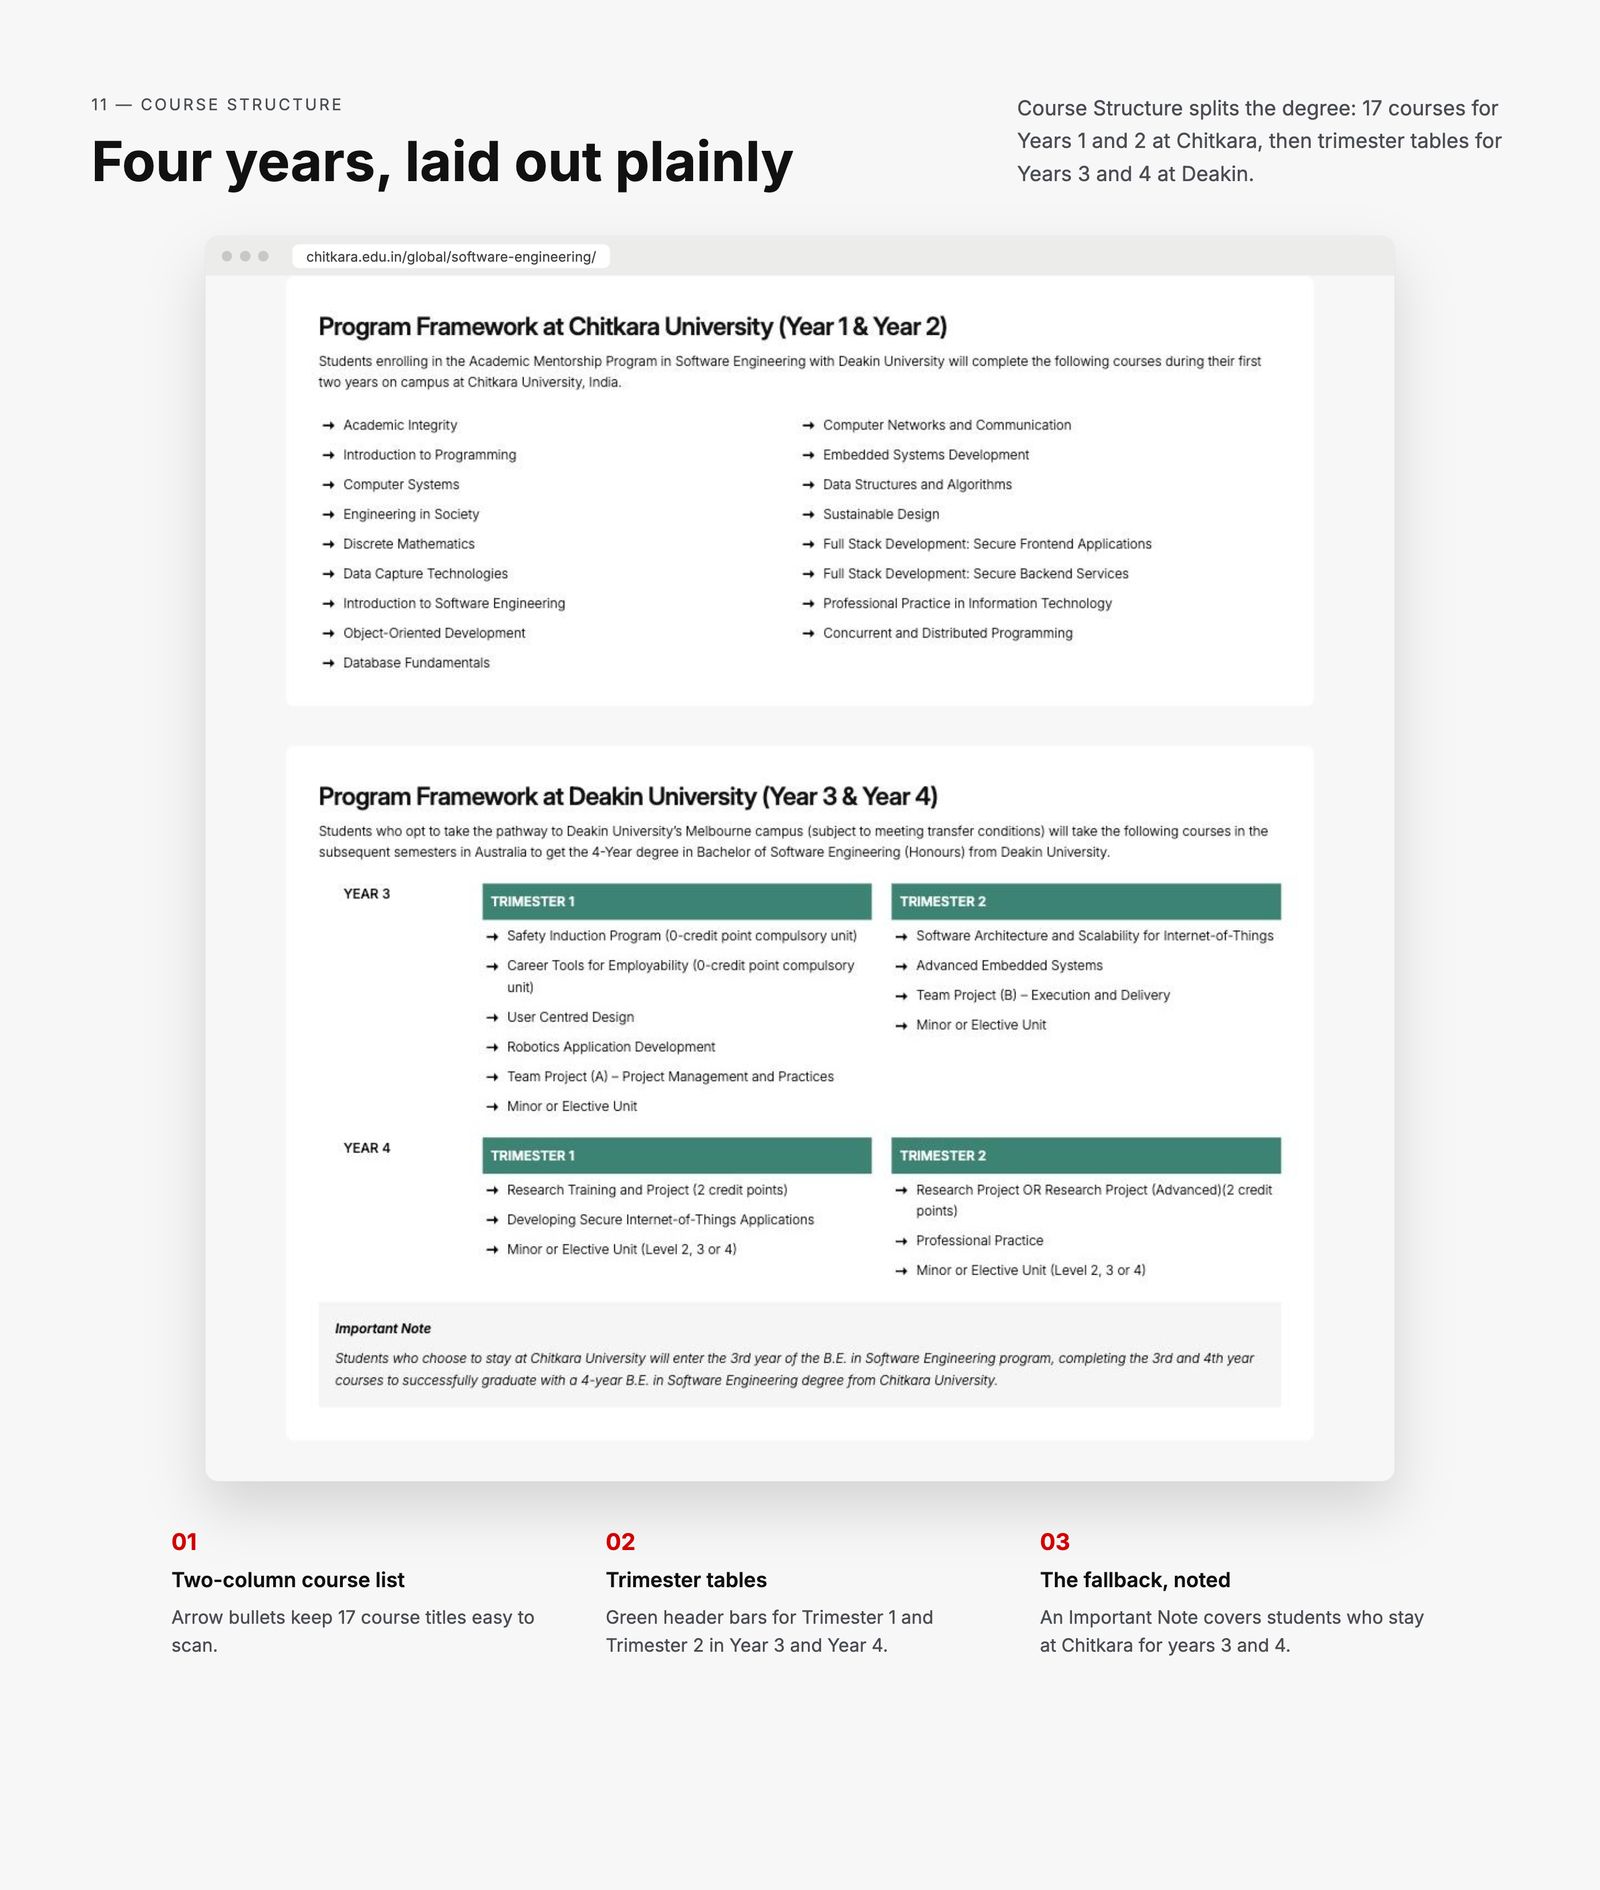 11 — COURSE STRUCTURE
Four years, laid out plainly
Course Structure splits the degree: 17 courses for
Years 1 and 2 at Chitkara, then trimester tables for
Years 3 and 4 at Deakin.
chitkara.edu.in/global/software-engineering/
Program Framework at Chitkara University (Year 1 & Year 2)
Students enrolling in the Academic Mentorship Program in Software Engineering with Deakin University will complete the following courses during their first
two years on campus at Chitkara University, India.
→ Academic Integrity
→ Introduction to Programming
→ Computer Systems
→ Engineering in Society
→ Discrete Mathematics
→ Data Capture Technologies
→ Introduction to Software Engineering
→ Object-Oriented Development
→ Database Fundamentals
→ Computer Networks and Communication
→ Embedded Systems Development
→ Data Structures and Algorithms
→ Sustainable Design
→ Full Stack Development: Secure Frontend Applications
→ Full Stack Development: Secure Backend Services
→ Professional Practice in Information Technology
→ Concurrent and Distributed Programming
Program Framework at Deakin University (Year 3 & Year 4)
Students who opt to take the pathway to Deakin University's Melbourne campus (subject to meeting transfer conditions) will take the following courses in the
subsequent semesters in Australia to get the 4-Year degree in Bachelor of Software Engineering (Honours) from Deakin University.
YEAR 3
TRIMESTER 1
→ Safety Induction Program (0-credit point compulsory unit)
→ Career Tools for Employability (0-credit point compulsory
unit)
→ User Centred Design
→ Robotics Application Development
→ Team Project (A) – Project Management and Practices
→ Minor or Elective Unit
TRIMESTER 2
→ Software Architecture and Scalability for Internet-of-Things
→ Advanced Embedded Systems
→ Team Project (B) – Execution and Delivery
→ Minor or Elective Unit
YEAR 4
TRIMESTER 1
→ Research Training and Project (2 credit points)
→ Developing Secure Internet-of-Things Applications
→ Minor or Elective Unit (Level 2, 3 or 4)
TRIMESTER 2
→ Research Project OR Research Project (Advanced)(2 credit
points)
→ Professional Practice
→ Minor or Elective Unit (Level 2, 3 or 4)
Important Note
Students who choose to stay at Chitkara University will enter the 3rd year of the B.E. in Software Engineering program, completing the 3rd and 4th year
courses to successfully graduate with a 4-year B.E. in Software Engineering degree from Chitkara University.
01
Two-column course list
Arrow bullets keep 17 course titles easy to
scan.
02
Trimester tables
Green header bars for Trimester 1 and
Trimester 2 in Year 3 and Year 4.
03
The fallback, noted
An Important Note covers students who stay
at Chitkara for years 3 and 4.